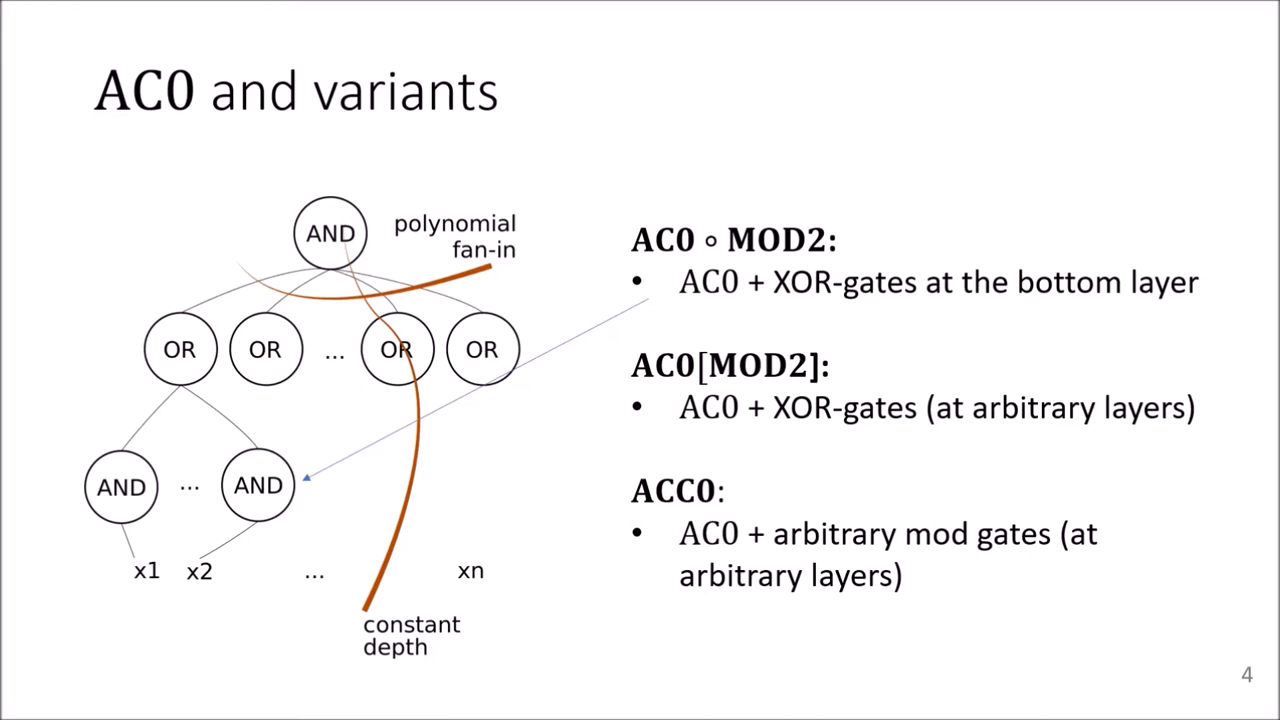 AC0 and variants
AND
polynomial
fan-in
OR OR ... OR OR
AND ... AND
x1 x2 ... xn
constant
depth
AC0 ∘ MOD2:
• AC0 + XOR-gates at the bottom layer
AC0[MOD2]:
• AC0 + XOR-gates (at arbitrary layers)
ACC0:
• AC0 + arbitrary mod gates (at
arbitrary layers)
4